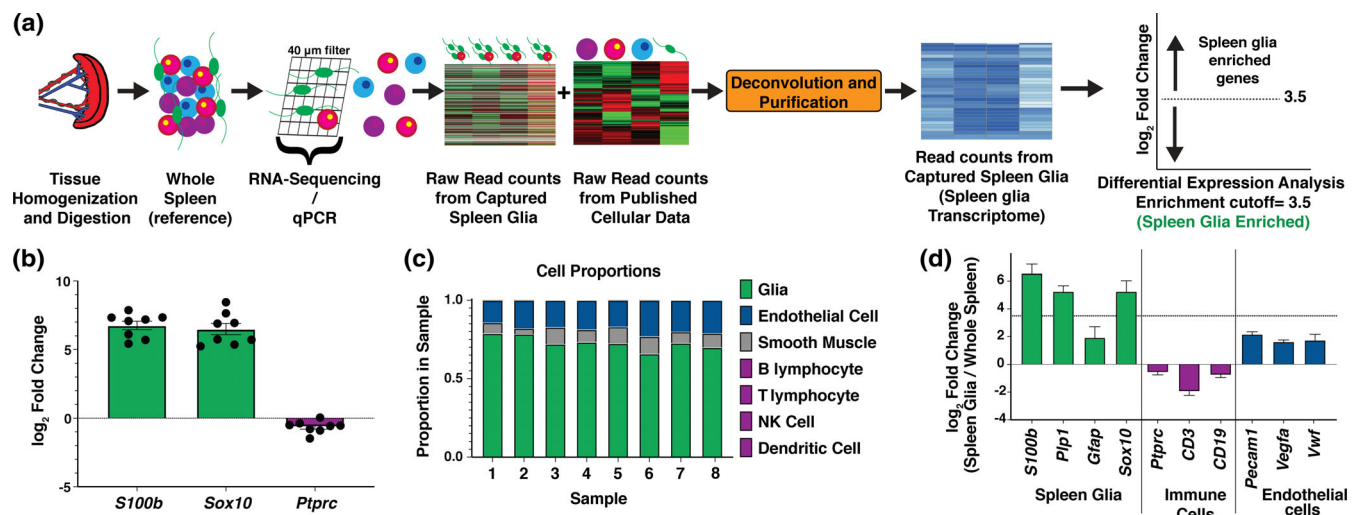 (a)
40 μm filter
+
Deconvolution and
Purification
log2 Fold Change
Spleen glia
enriched
genes
3.5
Tissue
Homogenization
and Digestion
Whole
Spleen
(reference)
RNA-Sequencing
/
qPCR
Raw Read counts
from Captured
Spleen Glia
Raw Read counts
from Published
Cellular Data
Read counts from
Captured Spleen Glia
(Spleen glia
Transcriptome)
Differential Expression Analysis
Enrichment cutoff= 3.5
(Spleen Glia Enriched)
(b)
log2 Fold Change
10
5
0
-5
S100b
Sox10
Ptprc
(c)
Cell Proportions
Proportion in Sample
1.0
0.5
0.0
1 2 3 4 5 6 7 8
Sample
Glia
Endothelial Cell
Smooth Muscle
B lymphocyte
T lymphocyte
NK Cell
Dendritic Cell
(d)
log2 Fold Change
(Spleen Glia / Whole Spleen)
6
4
2
0
-2
-4
S100b
Plp1
Gfap
Sox10
Ptprc
CD3
CD19
Pecam1
Vegfa
Vwf
Spleen Glia
Immune
Cells
Endothelial
cells